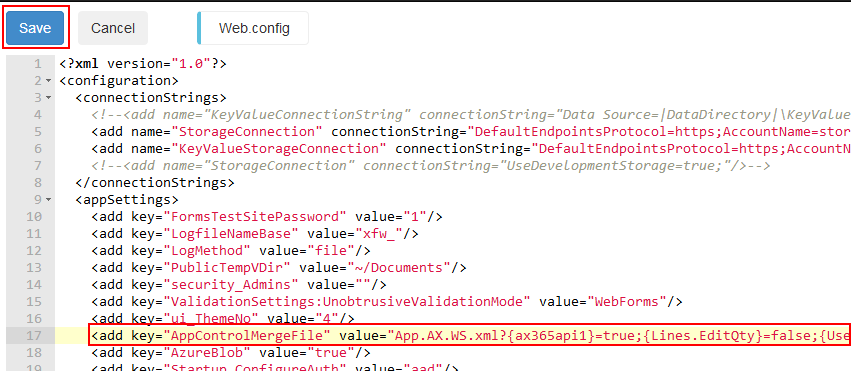 Save Cancel Web.config
1 <?xml version="1.0"?>
2 <configuration>
3 <connectionStrings>
4 <!--<add name="KeyValueConnectionString" connectionString="Data Source=|DataDirectory|\KeyValue
5 <add name="StorageConnection" connectionString="DefaultEndpointsProtocol=https;AccountName=stor
6 <add name="KeyValueStorageConnection" connectionString="DefaultEndpointsProtocol=https;AccountN
7 <!--<add name="StorageConnection" connectionString="UseDevelopmentStorage=true;"/>-->
8 </connectionStrings>
9 <appSettings>
10 <add key="FormsTestSitePassword" value="1"/>
11 <add key="LogfileNameBase" value="xfw_"/>
12 <add key="LogMethod" value="file"/>
13 <add key="PublicTempVDir" value="~/Documents"/>
14 <add key="security_Admins" value=""/>
15 <add key="ValidationSettings:UnobtrusiveValidationMode" value="WebForms"/>
16 <add key="ui_ThemeNo" value="4"/>
17 <add key="AppControlMergeFile" value="App.AX.WS.xml?{ax365api1}=true;{Lines.EditQty}=false;{Use
18 <add key="AzureBlob" value="true"/>
19 <add key="Startup.ConfigureAuth" value="aad"/>